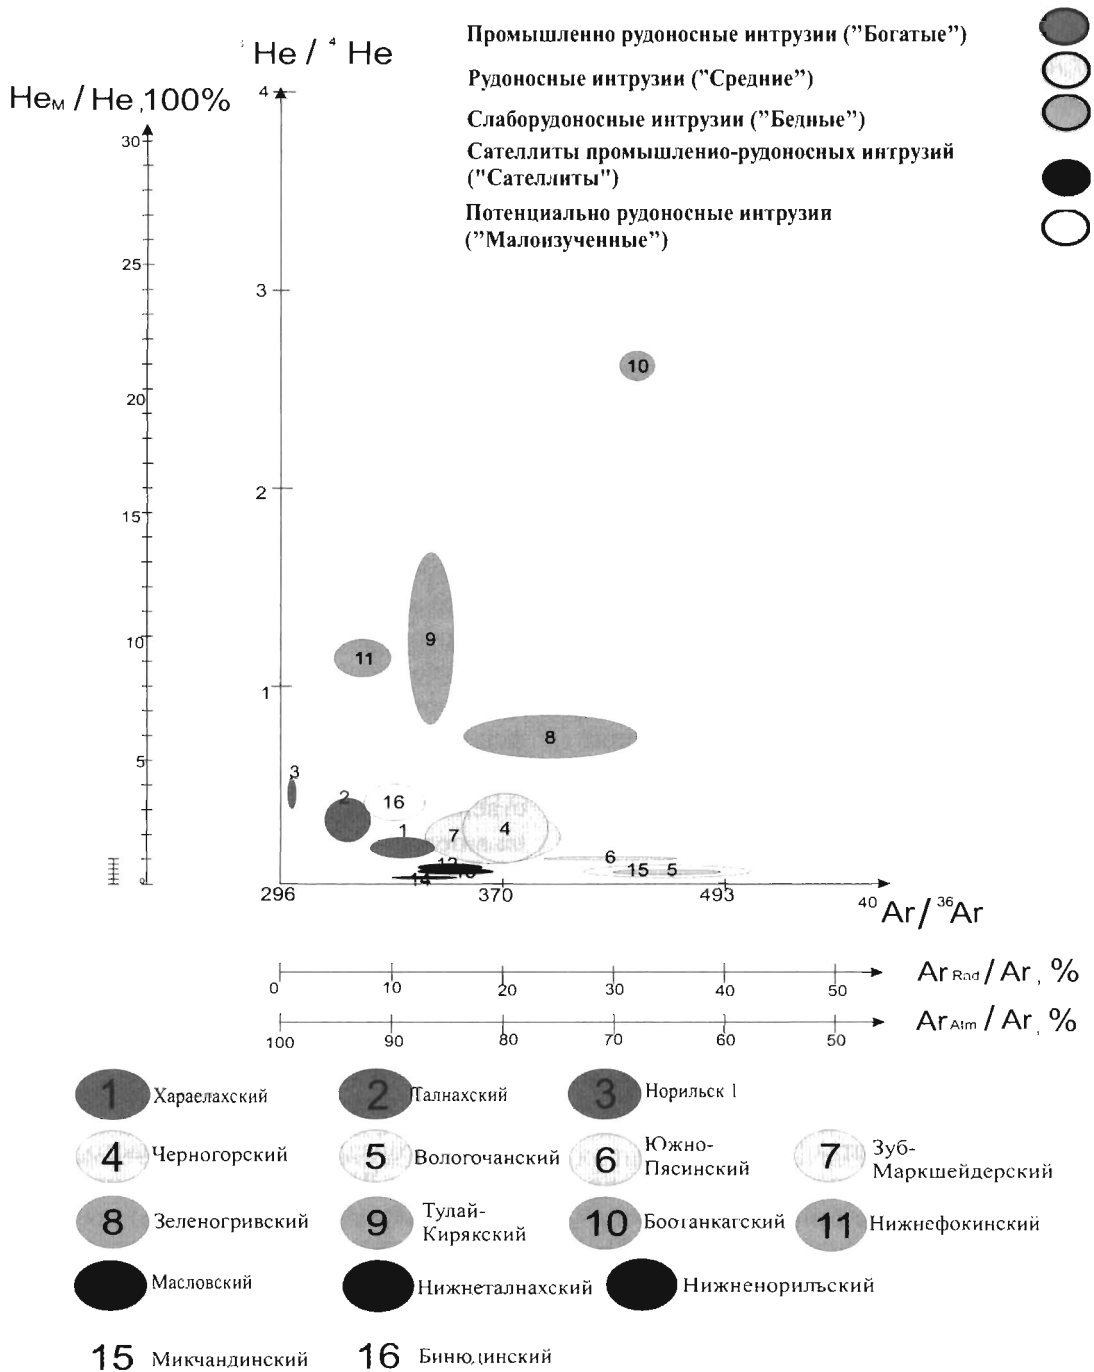 Промышленно рудоносные интрузии ("Богатые")
³He / ⁴He
Рудоносные интрузии ("Средние")
Heм / He ,100%
Слаборудоносные интрузии ("Бедные")
Сателлиты промышленио-рудоносных интрузий
("Сателлиты")
Потенциально рудоносные интрузии
("Малоизученные")
4
3
2
1
30
25
20
15
10
5
0
10
9
11
8
3
2
16
1
7
4
6
15
5
14
296
370
493
⁴⁰Ar / ³⁶Ar
0 10 20 30 40 50
Ar Rad / Ar , %
100 90 80 70 60 50
Ar Atm / Ar , %
1 Хараелахский 2 Талнахский 3 Норильск 1
4 Черногорский 5 Вологочанский 6 Южно-
Пясинский 7 Зуб-
Маркшейдерский
8 Зеленогривский 9 Тулай-
Кирякский 10 Боотанкагский 11 Нижнефокинский
Масловский Нижнеталнахский Нижненорильский
15 Микчандинский 16 Бинюдинский